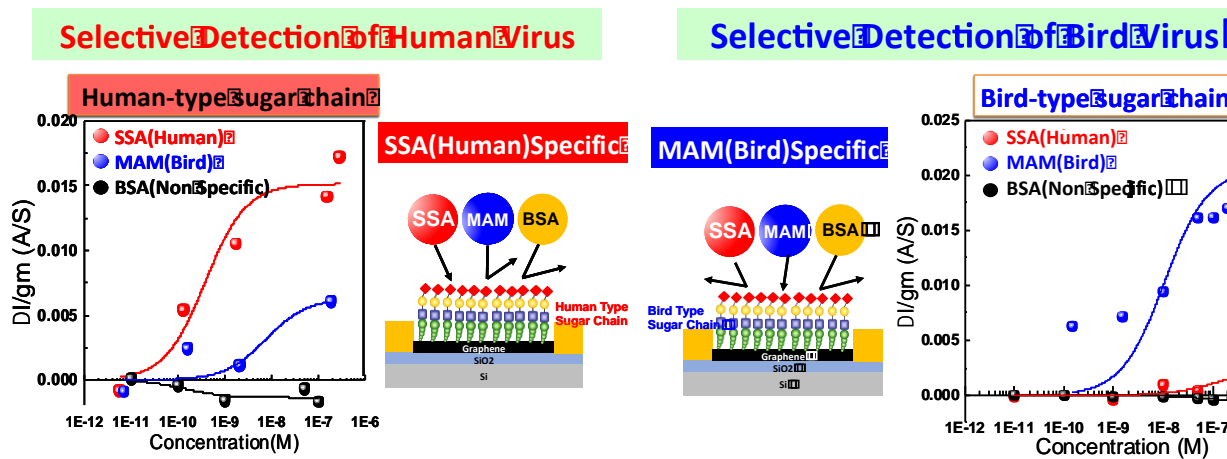 Selective Detection of Human Virus
Selective Detection of Bird Virus
Human-type sugar chain
SSA(Human)
MAM(Bird)
BSA(Non Specific)
0.020
0.015
0.010
0.005
0.000
DI/gm (A/S)
1E-12 1E-11 1E-10 1E-9 1E-8 1E-7 1E-6
Concentration(M)
SSA(Human)Specific
SSA
MAM
BSA
Human Type
Sugar Chain
Graphene
SiO2
Si
MAM(Bird)Specific
SSA
MAM
BSA
Bird Type
Sugar Chain
Graphene
SiO2
Si
Bird-type sugar chain
SSA(Human)
MAM(Bird)
BSA(Non Specific)
0.025
0.020
0.015
0.010
0.005
0.000
DI/gm (A/S)
1E-12 1E-11 1E-10 1E-9 1E-8 1E-7
Concentration (M)